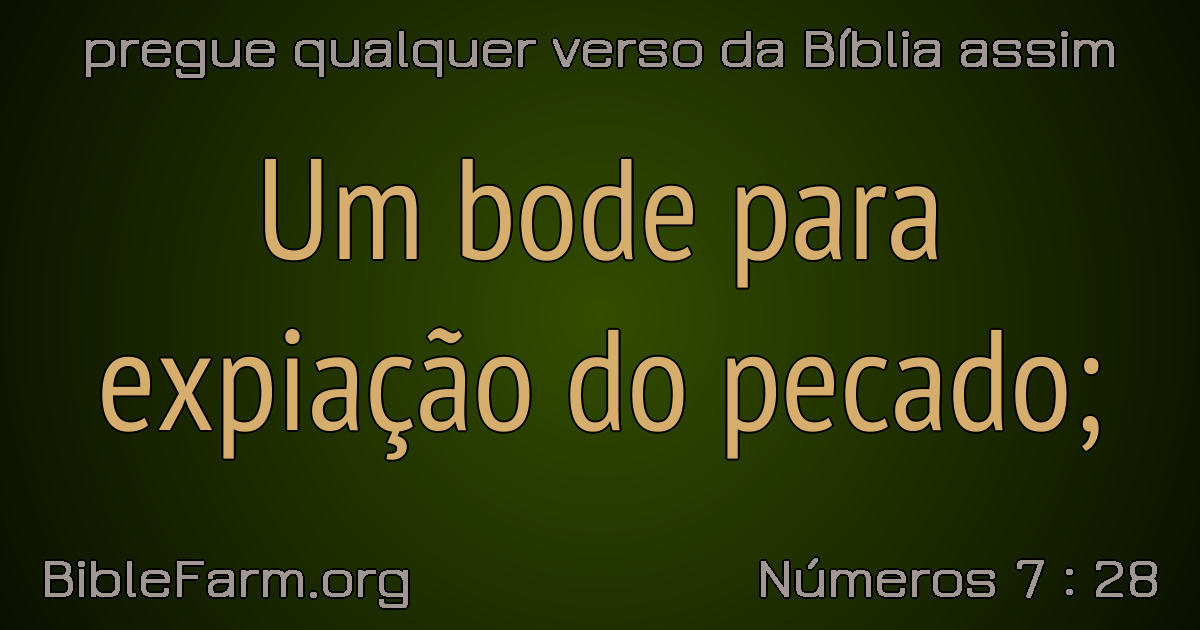 pregue qualquer verso da Bíblia assim
Um bode para
expiação do pecado;
BibleFarm.org
Números 7 : 28